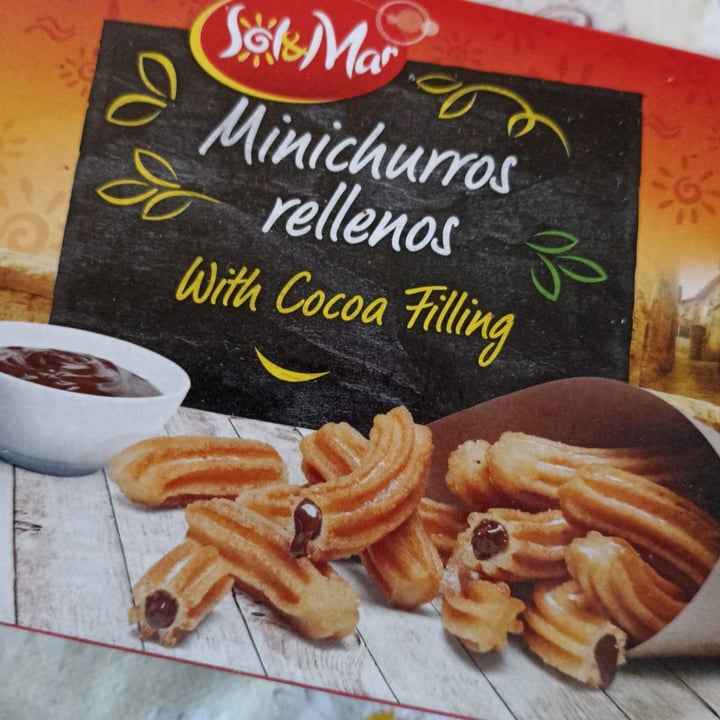 Sol&Mar
Minichurros
rellenos
With Cocoa Filling